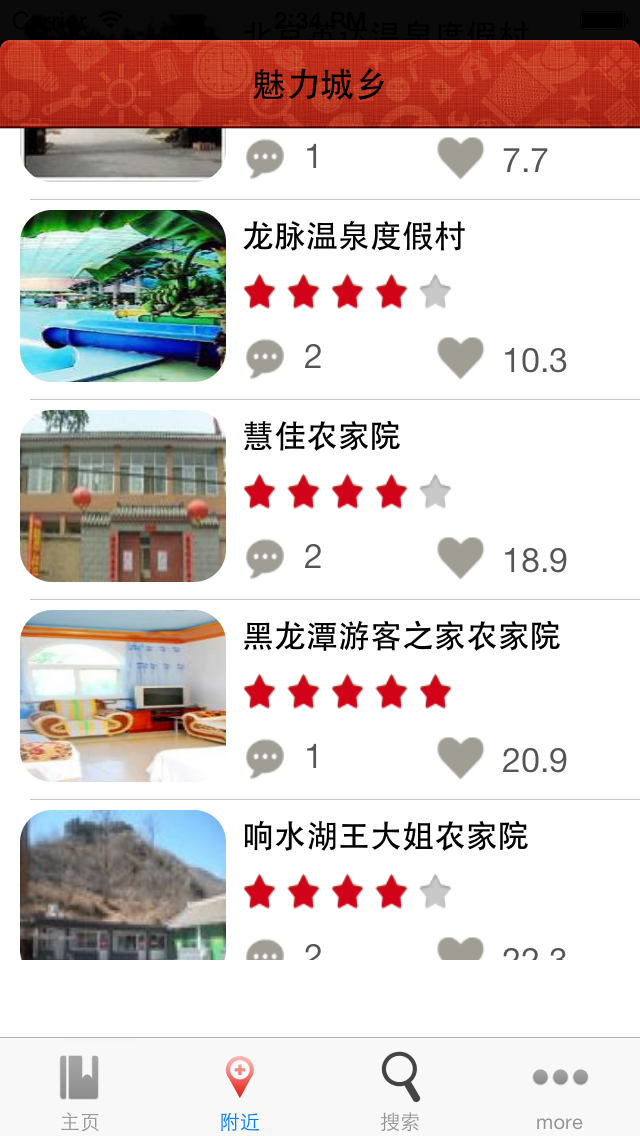 Carrier 2:34 PM
魅力城乡
1 7.7
龙脉温泉度假村
2 10.3
慧佳农家院
2 18.9
黑龙潭游客之家农家院
1 20.9
响水湖王大姐农家院
2 22.3
主页 附近 搜索 more